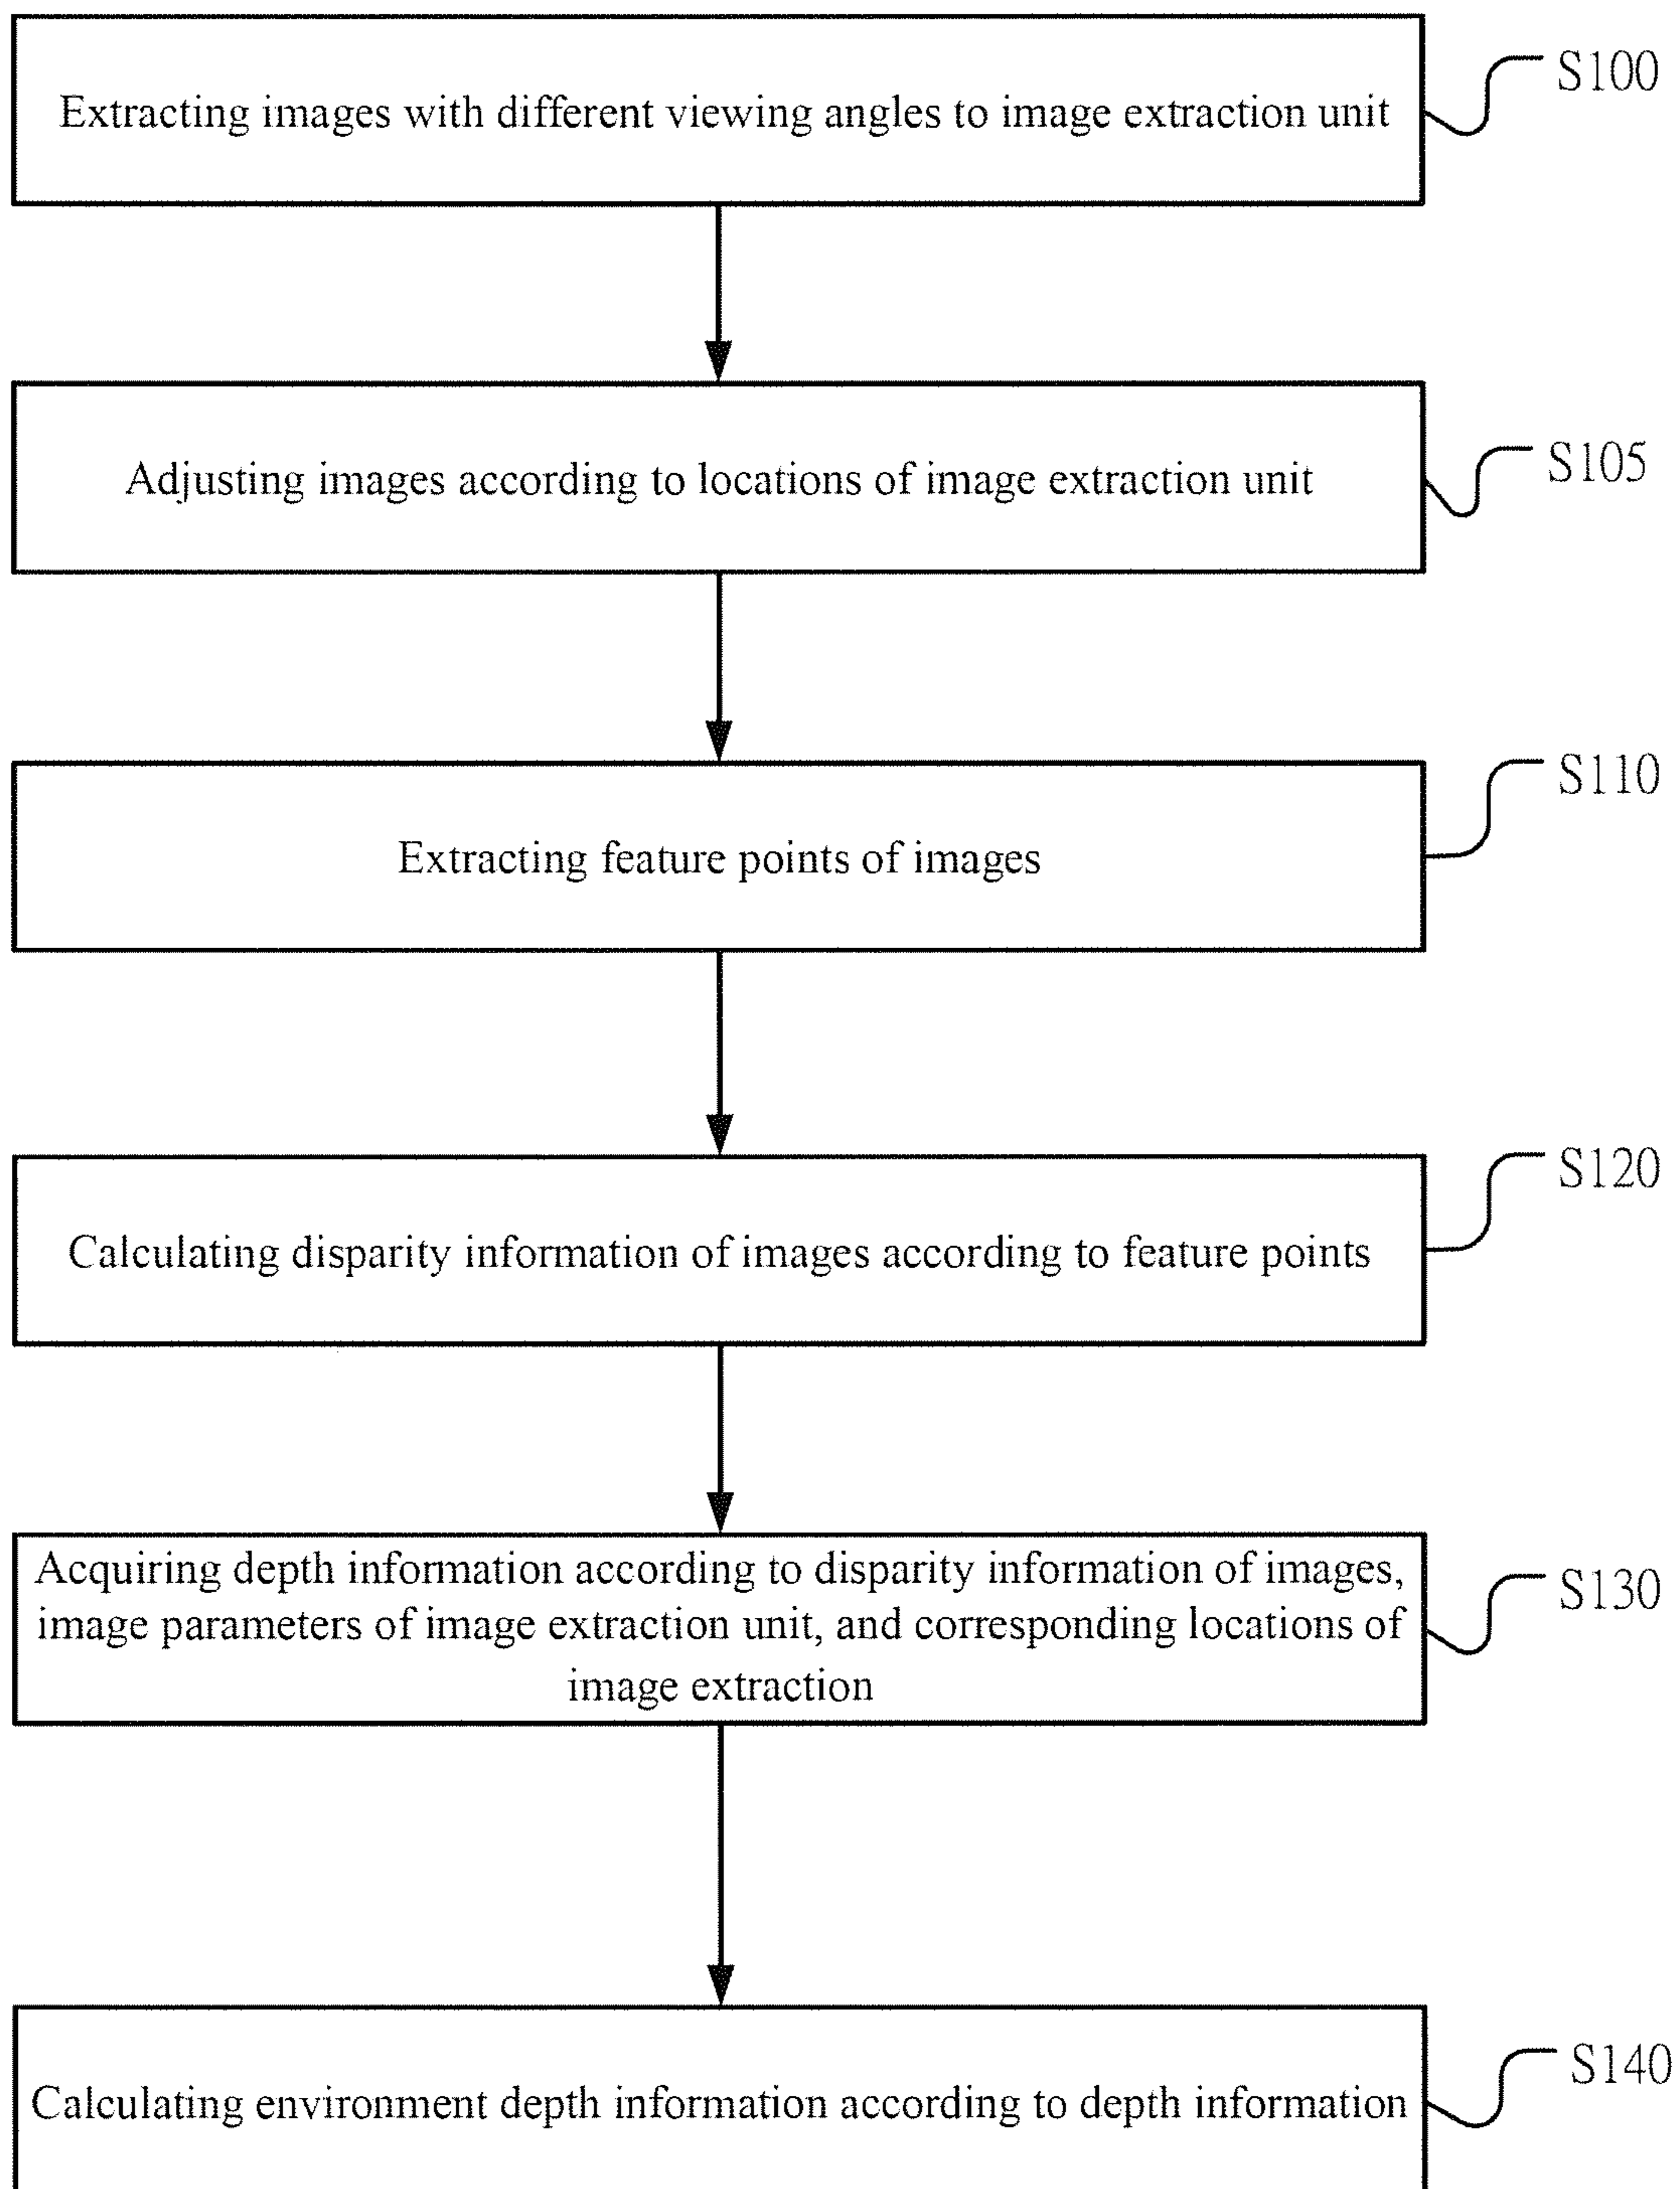 Extracting images with different viewing angles to image extraction unit
S100
Adjusting images according to locations of image extraction unit
S105
Extracting feature points of images
S110
Calculating disparity information of images according to feature points
S120
Acquiring depth information according to disparity information of images,
image parameters of image extraction unit, and corresponding locations of
image extraction
S130
Calculating environment depth information according to depth information
S140